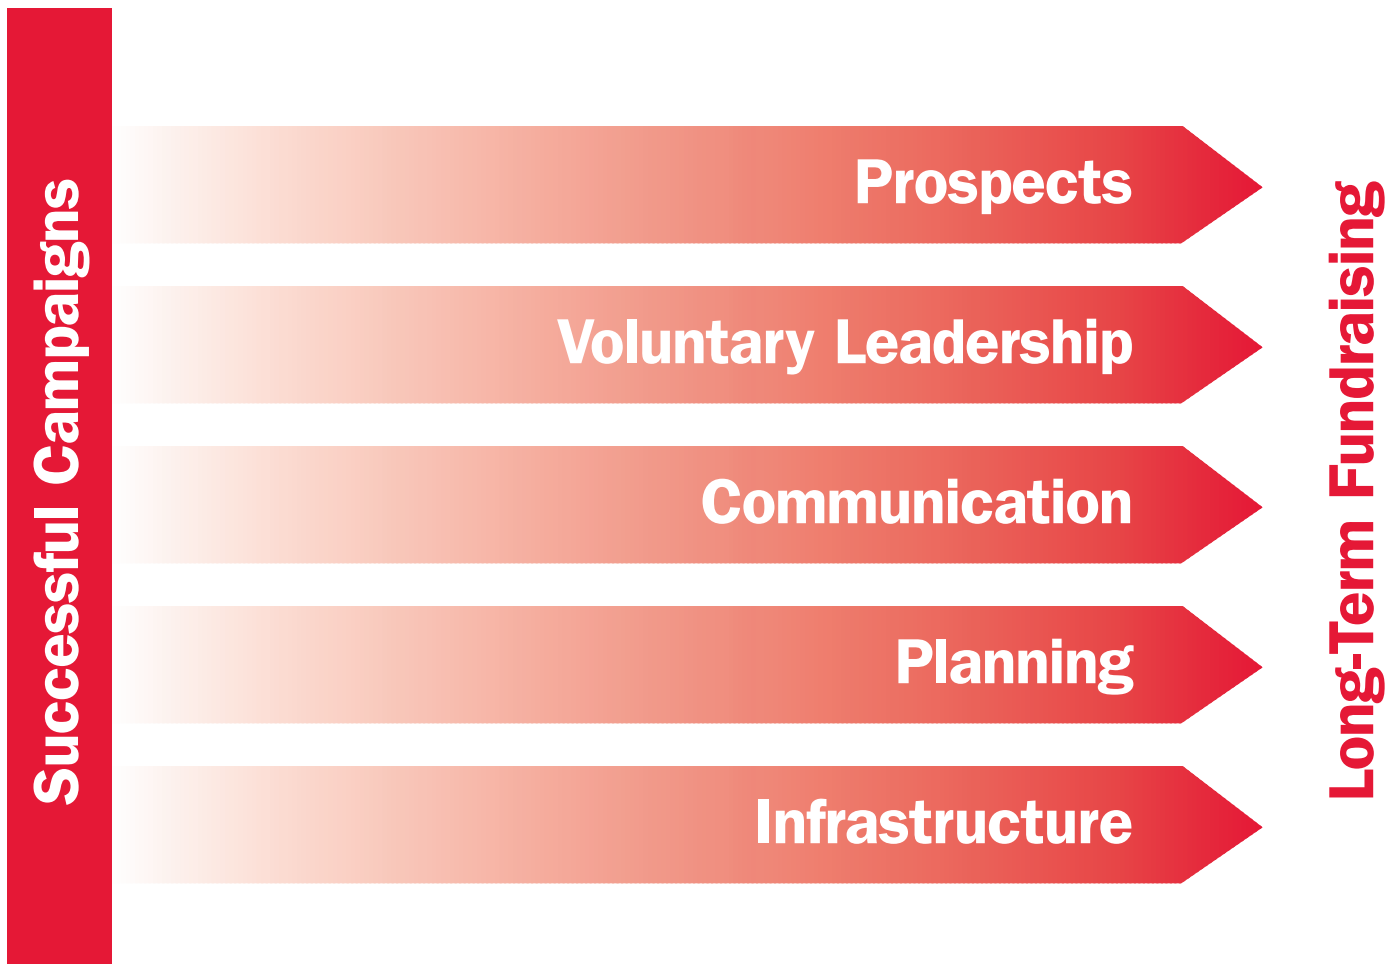 Successful Campaigns
Prospects
Voluntary Leadership
Communication
Planning
Infrastructure
Long-Term Fundraising